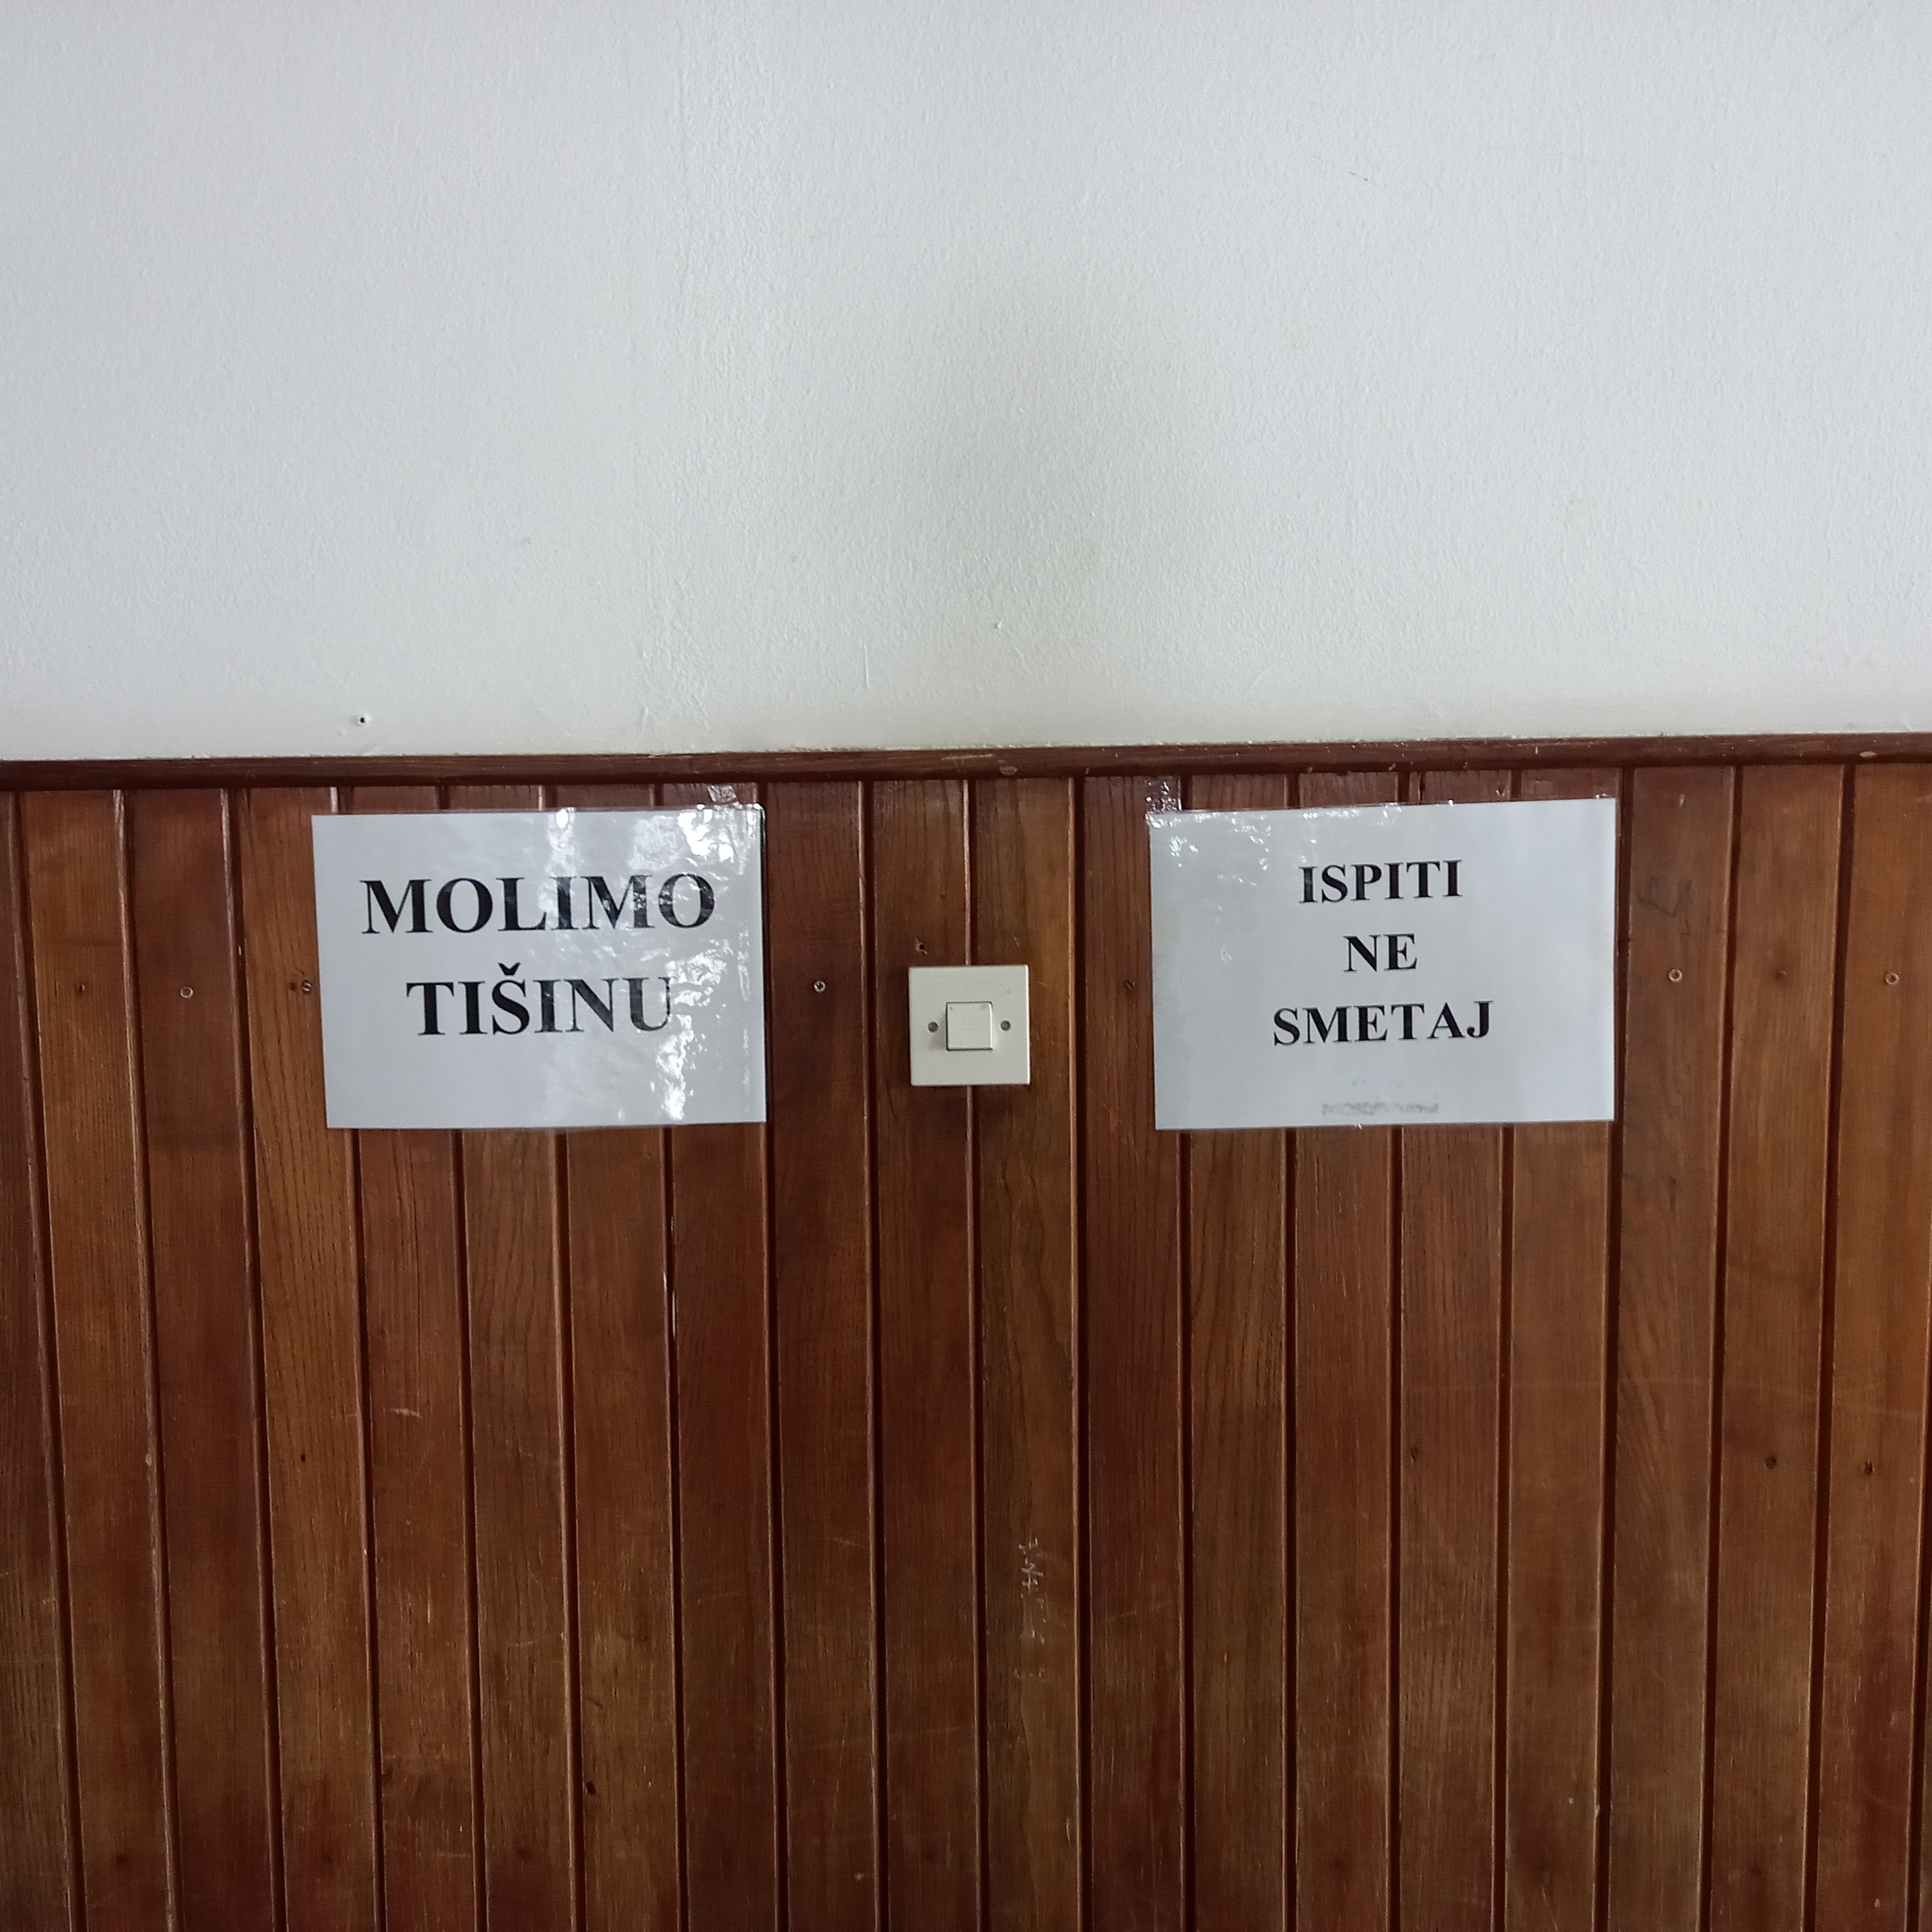 MOLIMO
TIŠINU
ISPITI
NE
SMETAJ